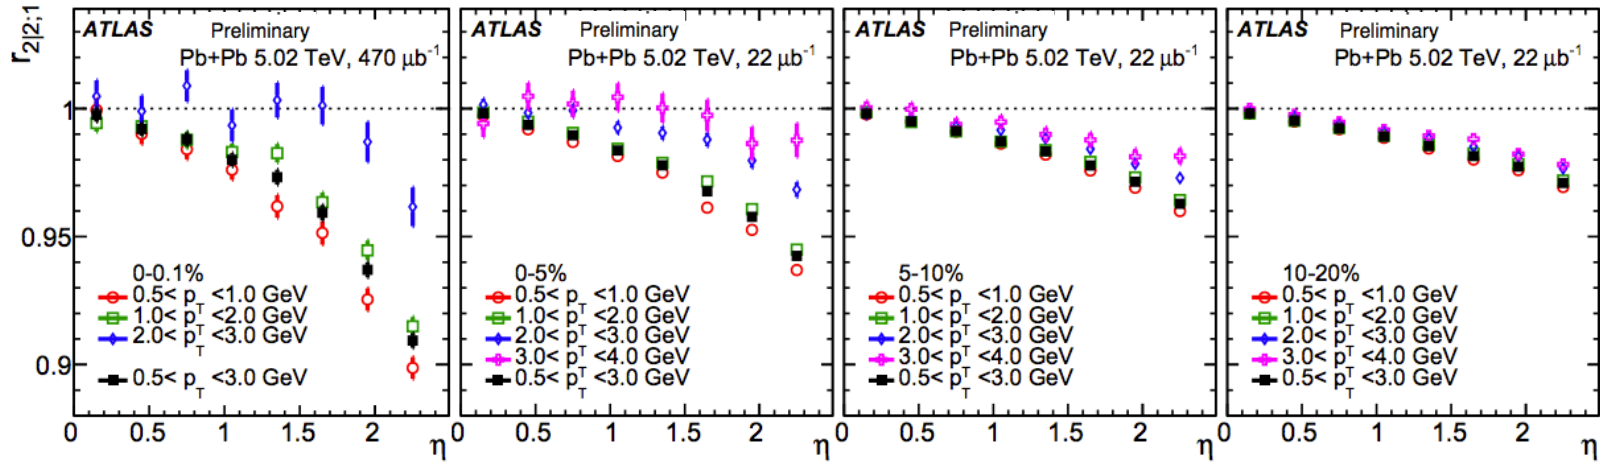 r2|2;1
ATLAS Preliminary
Pb+Pb 5.02 TeV, 470 μb-1
1
0.95
0.9
0-0.1%
0.5< pT <1.0 GeV
1.0< pT <2.0 GeV
2.0< pT <3.0 GeV
0.5< pT <3.0 GeV
0 0.5 1 1.5 2 η
ATLAS Preliminary
Pb+Pb 5.02 TeV, 22 μb-1
0-5%
0.5< pT <1.0 GeV
1.0< pT <2.0 GeV
2.0< pT <3.0 GeV
3.0< pT <4.0 GeV
0.5< pT <3.0 GeV
0 0.5 1 1.5 2 η
ATLAS Preliminary
Pb+Pb 5.02 TeV, 22 μb-1
5-10%
0.5< pT <1.0 GeV
1.0< pT <2.0 GeV
2.0< pT <3.0 GeV
3.0< pT <4.0 GeV
0.5< pT <3.0 GeV
0 0.5 1 1.5 2 η
ATLAS Preliminary
Pb+Pb 5.02 TeV, 22 μb-1
10-20%
0.5< pT <1.0 GeV
1.0< pT <2.0 GeV
2.0< pT <3.0 GeV
3.0< pT <4.0 GeV
0.5< pT <3.0 GeV
0 0.5 1 1.5 2 η